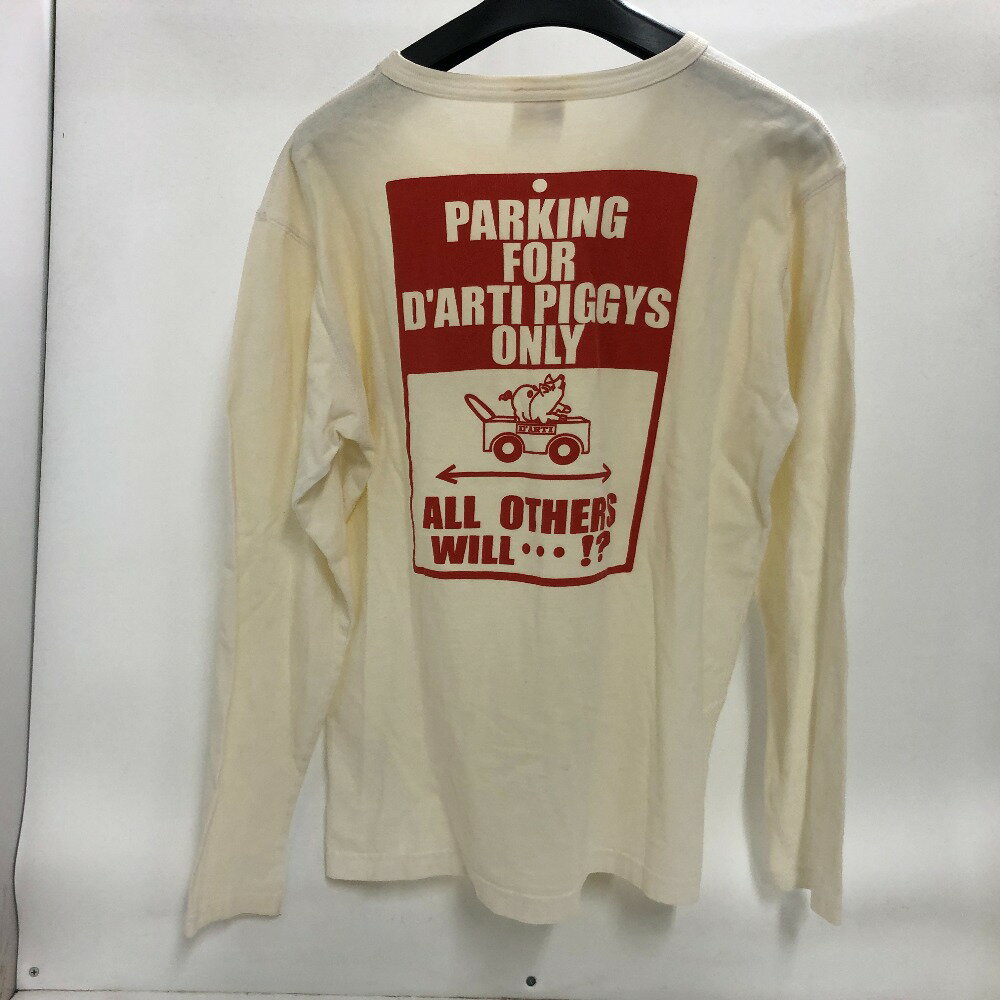 PARKING
FOR
D'ARTI PIGGYS
ONLY
D'ARTI
ALL OTHERS
WILL··· !?